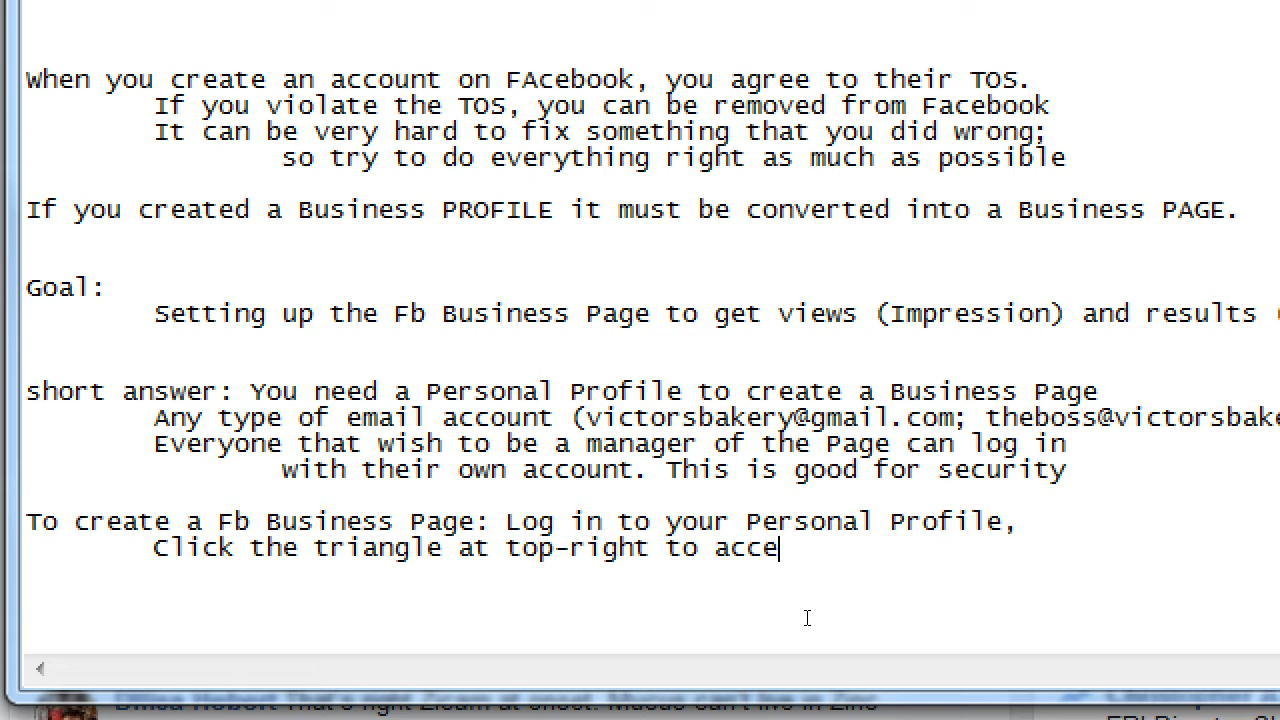 When you create an account on FAcebook, you agree to their TOS.
If you violate the TOS, you can be removed from Facebook
It can be very hard to fix something that you did wrong;
so try to do everything right as much as possible
If you created a Business PROFILE it must be converted into a Business PAGE.
Goal:
Setting up the Fb Business Page to get views (Impression) and results
short answer: You need a Personal Profile to create a Business Page
Any type of email account (victorsbakery@gmail.com; theboss@victorsbake
Everyone that wish to be a manager of the Page can log in
with their own account. This is good for security
To create a Fb Business Page: Log in to your Personal Profile,
Click the triangle at top-right to acce